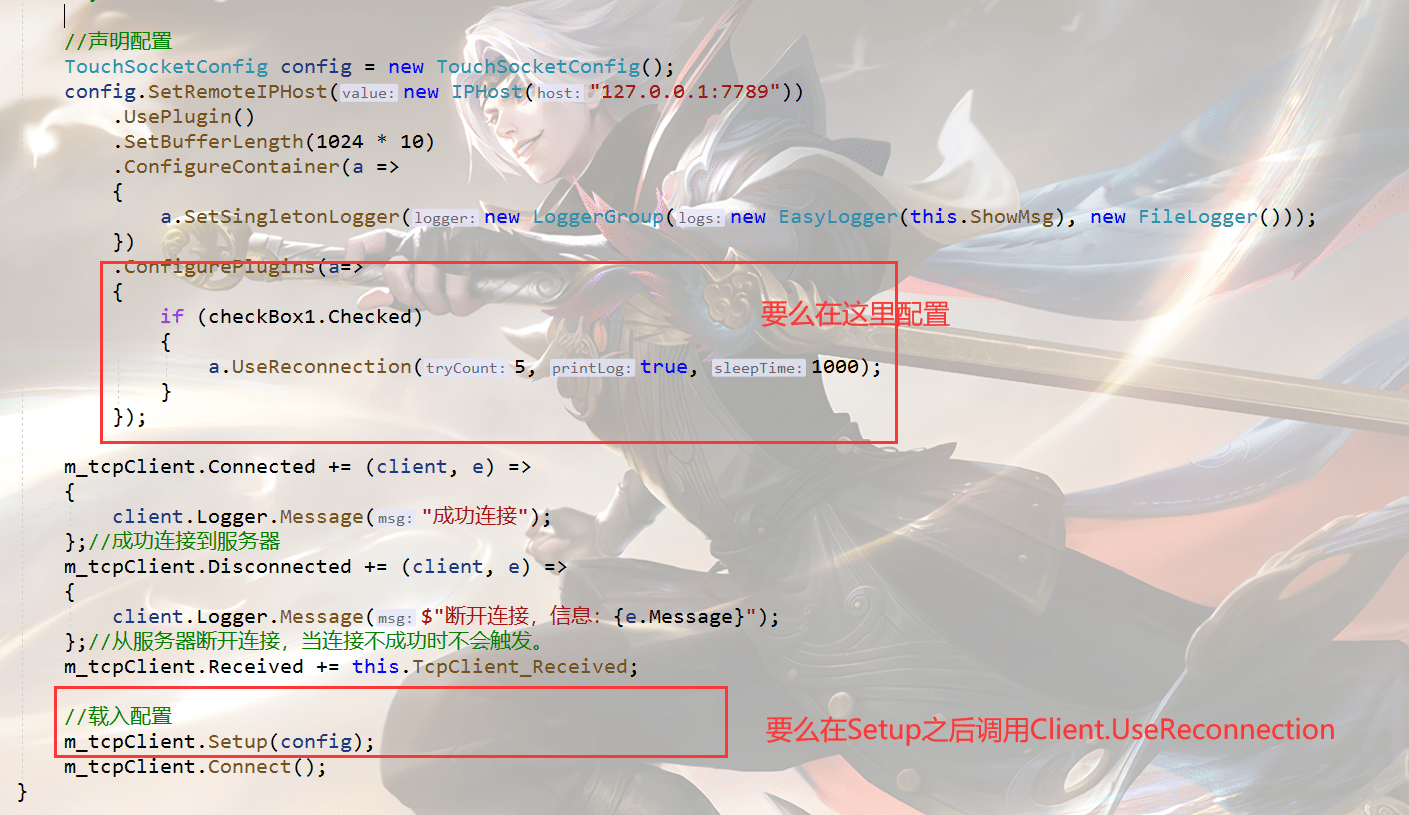 //声明配置
TouchSocketConfig config = new TouchSocketConfig();
config.SetRemoteIPHost(value: new IPHost(host: "127.0.0.1:7789"))
.UsePlugin()
.SetBufferLength(1024 * 10)
.ConfigureContainer(a =>
{
a.SetSingletonLogger(logger: new LoggerGroup(logs: new EasyLogger(this.ShowMsg), new FileLogger()));
})
.ConfigurePlugins(a=>
{
if (checkBox1.Checked)
要么在这里配置
{
a.UseReconnection(tryCount: 5, printLog: true, sleepTime: 1000);
}
});
m_tcpClient.Connected += (client, e) =>
{
client.Logger.Message(msg: "成功连接");
};//成功连接到服务器
m_tcpClient.Disconnected += (client, e) =>
{
client.Logger.Message(msg: $"断开连接，信息：{e.Message}");
};//从服务器断开连接，当连接不成功时不会触发。
m_tcpClient.Received += this.TcpClient_Received;
//载入配置
m_tcpClient.Setup(config);
要么在Setup之后调用Client.UseReconnection
m_tcpClient.Connect();
}